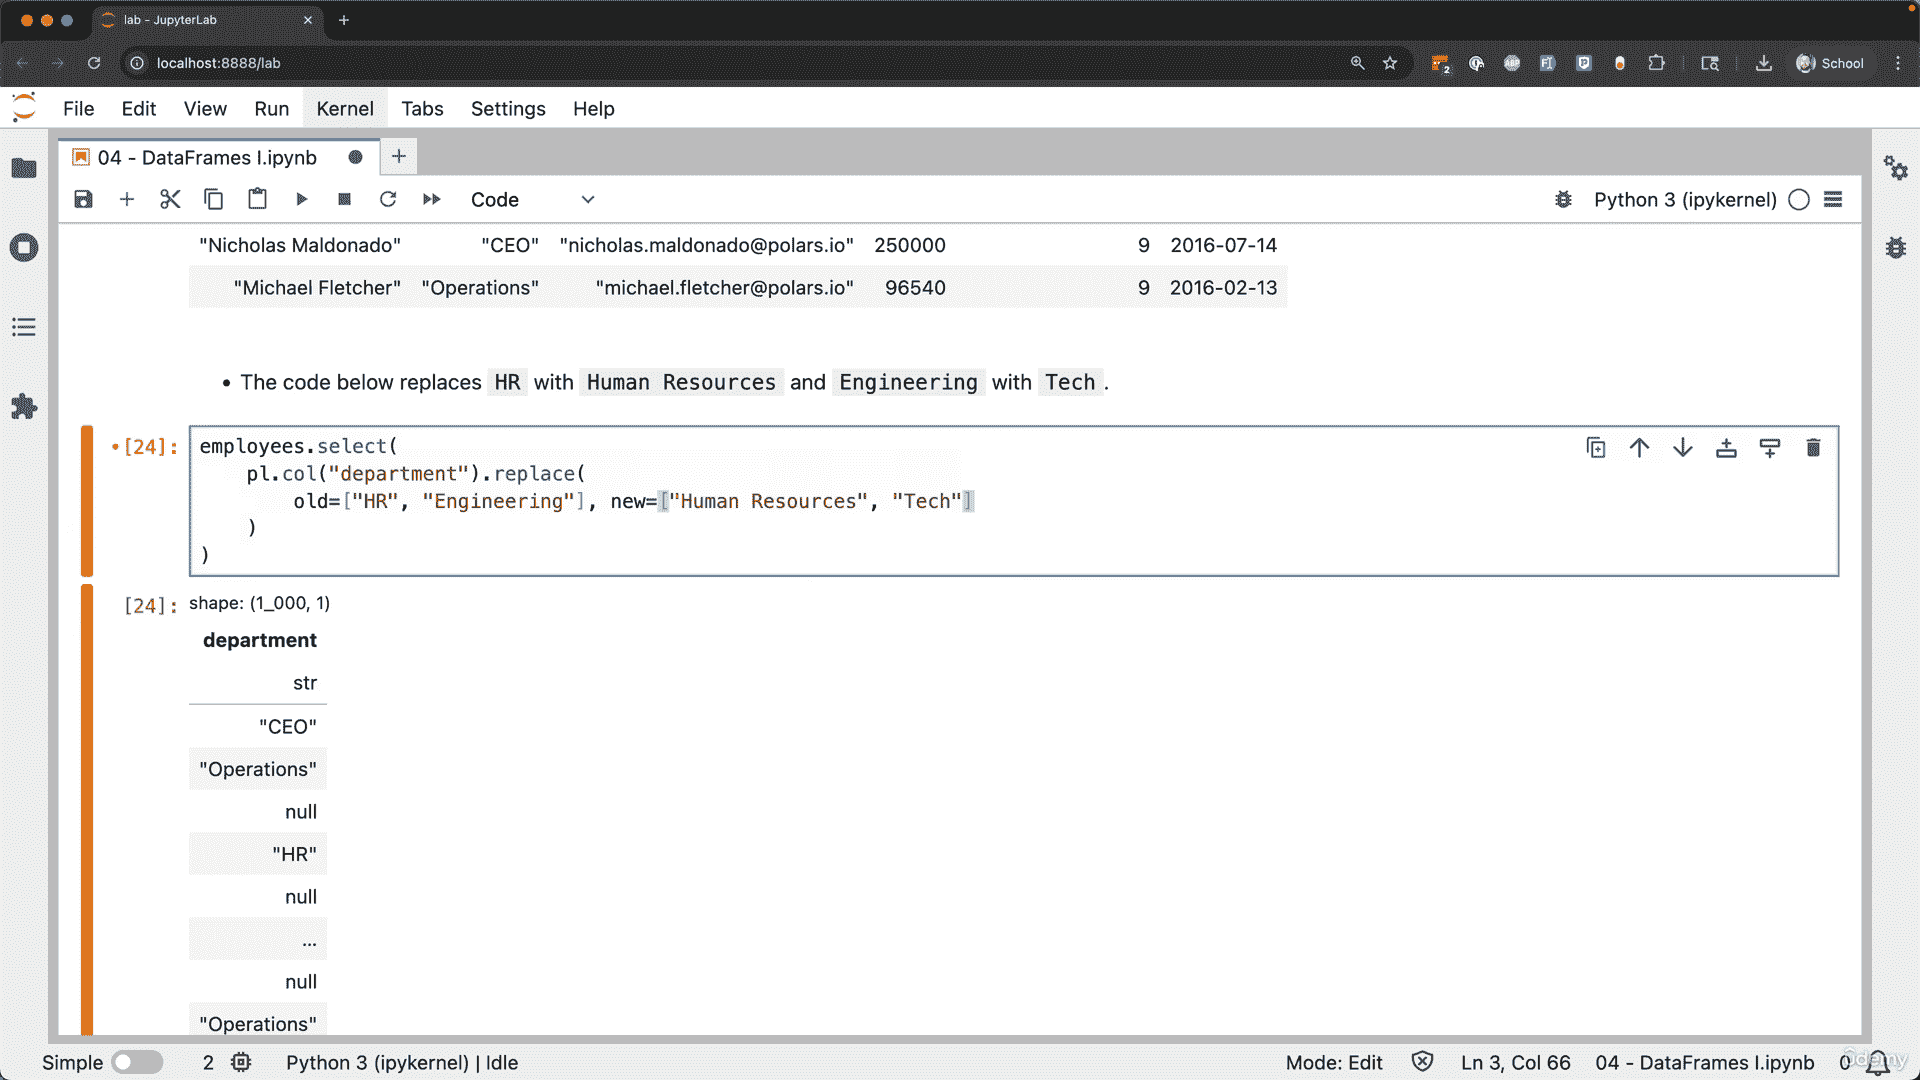 lab - JupyterLab
localhost:8888/lab
2
ABP
School
File Edit View Run Kernel Tabs Settings Help
04 - DataFrames I.ipynb
Code
Python 3 (ipykernel)
"Nicholas Maldonado" "CEO" "nicholas.maldonado@polars.io" 250000 9 2016-07-14
"Michael Fletcher" "Operations" "michael.fletcher@polars.io" 96540 9 2016-02-13
• The code below replaces HR with Human Resources and Engineering with Tech.
[24]: employees.select(
pl.col("department").replace(
old=["HR", "Engineering"], new=["Human Resources", "Tech"]
)
)
[24]: shape: (1_000, 1)
department
str
"CEO"
"Operations"
null
"HR"
null
...
null
"Operations"
Simple 2 Python 3 (ipykernel) | Idle Mode: Edit Ln 3, Col 66 04 - DataFrames I.ipynb 0
udemy